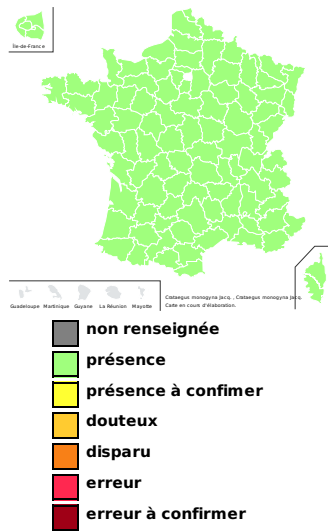 Île-de-France
Guadeloupe Martinique Guyane La Réunion Mayotte
Crataegus monogyna Jacq. , Crataegus monogyna Jacq.
Carte en cours d'élaboration.
non renseignée
présence
présence à confimer
douteux
disparu
erreur
erreur à confirmer